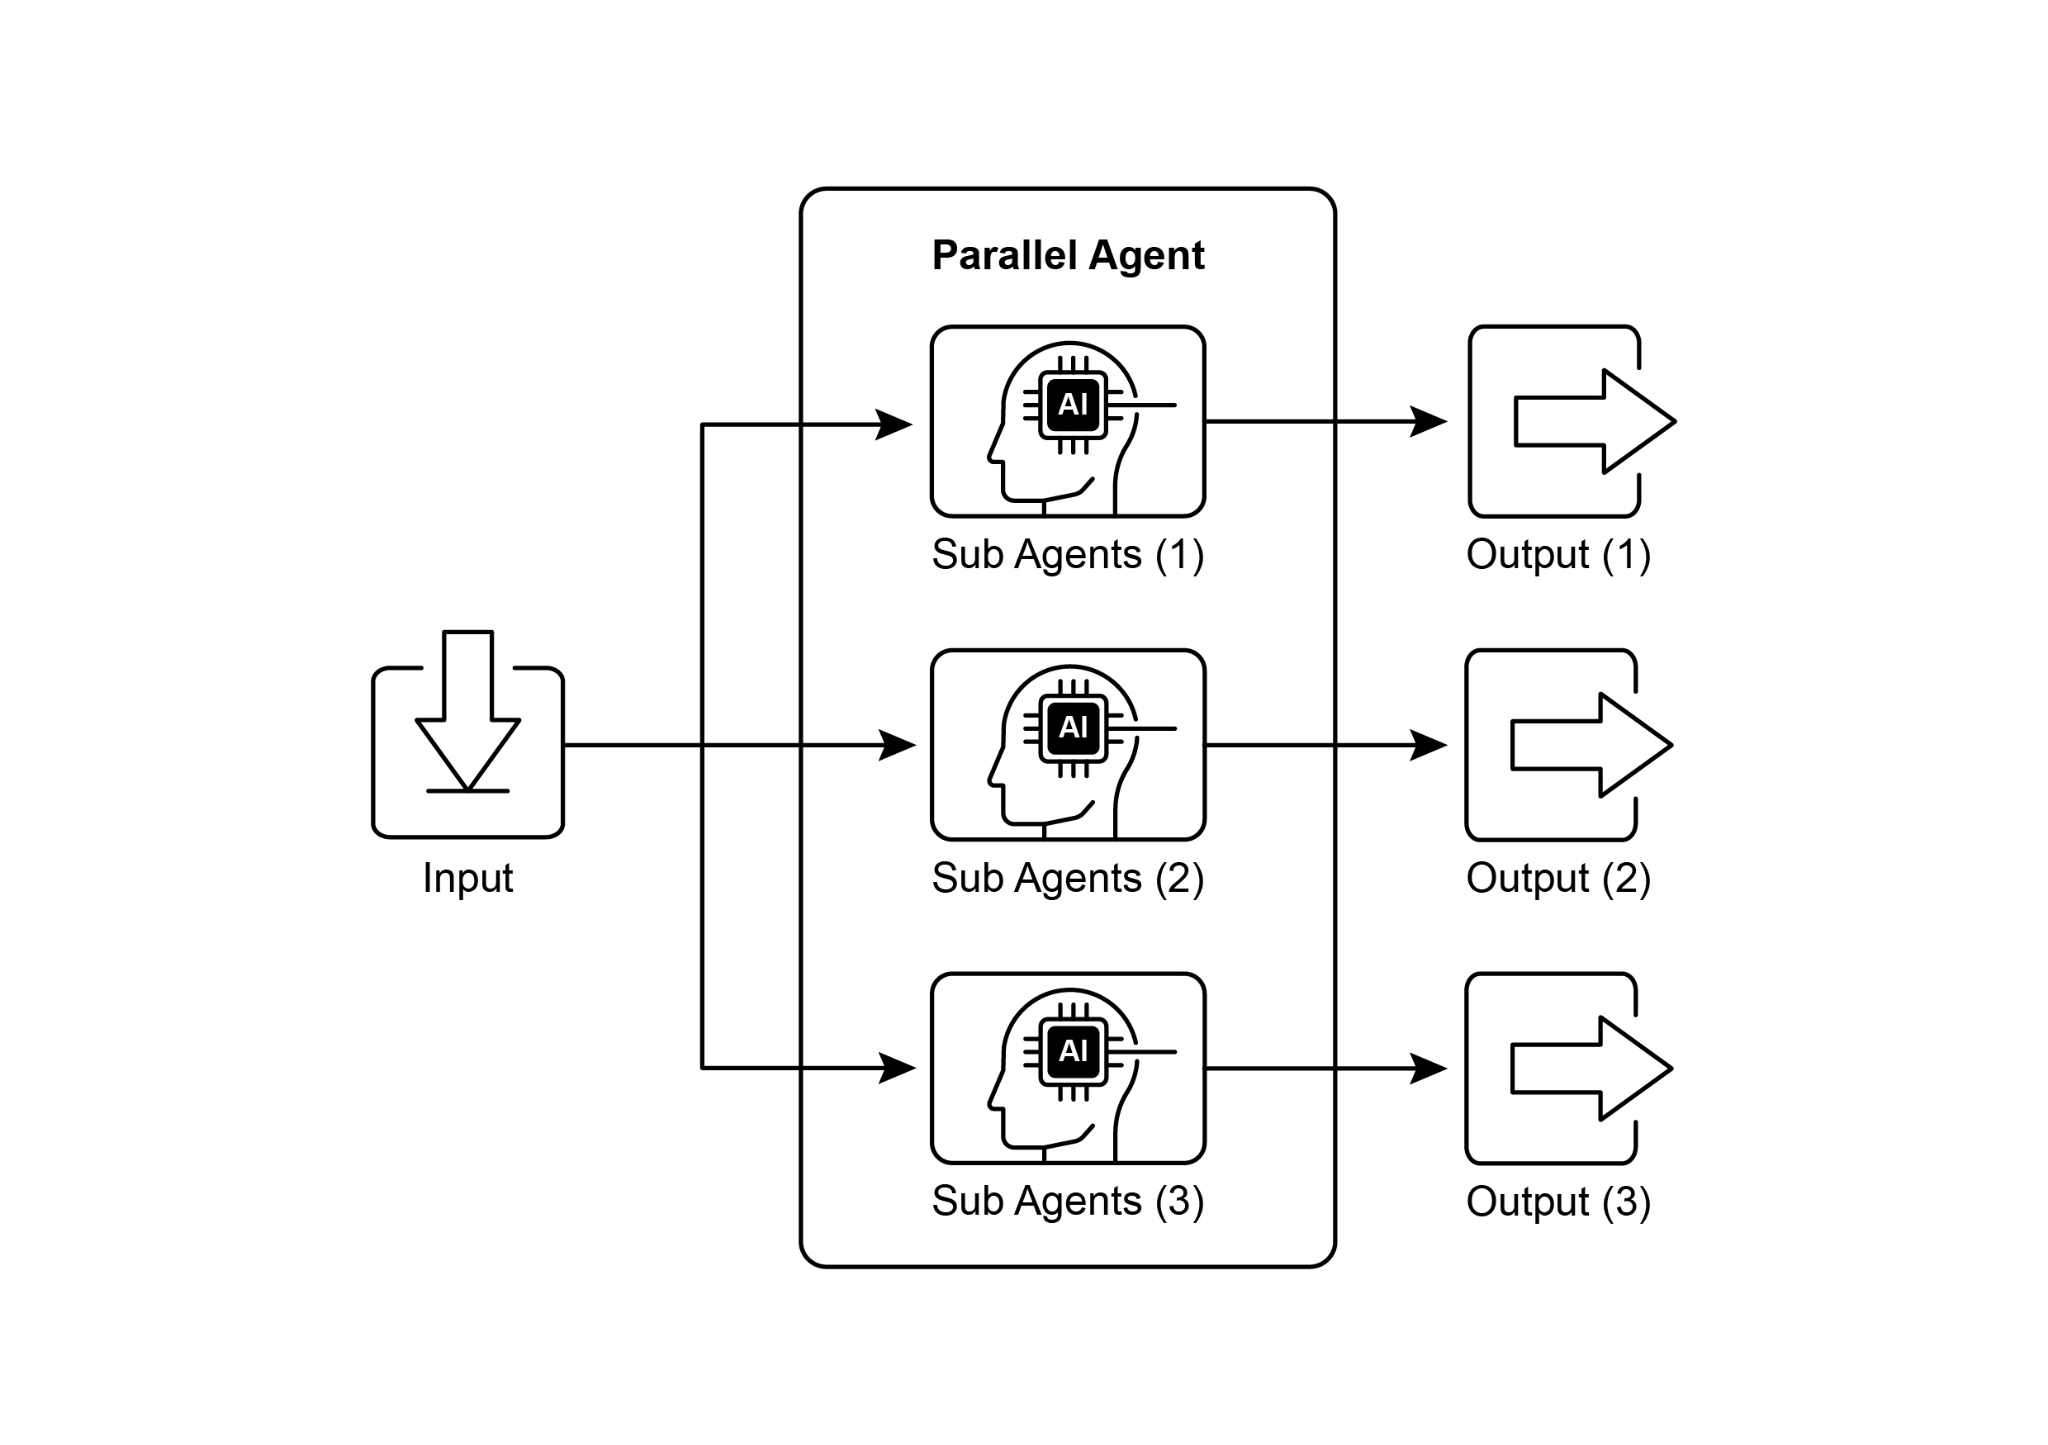 Parallel Agent
AI
Sub Agents (1)
Output (1)
AI
Input
Sub Agents (2)
Output (2)
AI
Sub Agents (3)
Output (3)